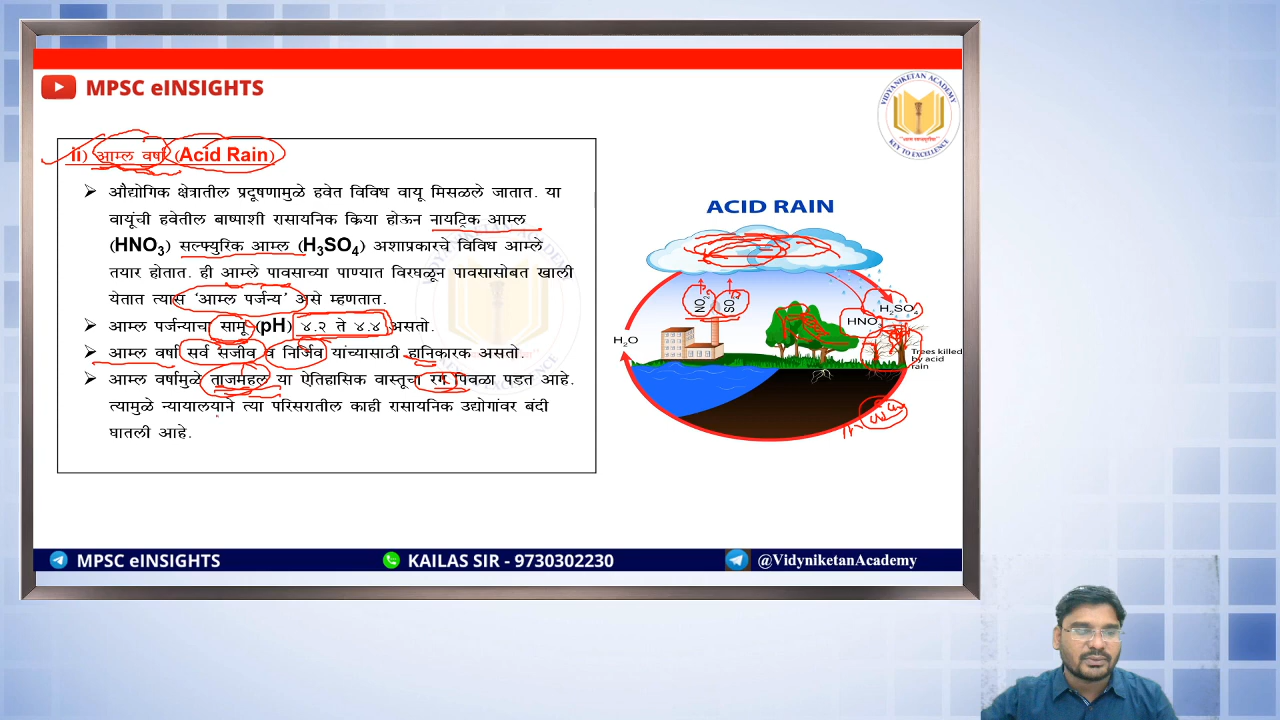 MPSC eINSIGHTS
VIDYANIKETAN ACADEMY
KEY TO EXCELLENCE
ii) आम्ल वर्षा (Acid Rain)
➢ औद्योगिक क्षेत्रातील प्रदूषणामुळे हवेत विविध वायू मिसळले जातात. या
वायूंची हवेतील बाष्पाशी रासायनिक क्रिया होऊन नायट्रिक आम्ल
(HNO₃) सल्फ्युरिक आम्ल (H₃SO₄) अशाप्रकारचे विविध आम्ले
तयार होतात. ही आम्ले पावसाच्या पाण्यात विरघळून पावसासोबत खाली
येतात त्यास 'आम्ल पर्जन्य' असे म्हणतात.
➢ आम्ल पर्जन्याचा सामू (pH) ४.२ ते ४.४ असतो.
➢ आम्ल वर्षा सर्व सजीव व निर्जिव यांच्यासाठी हानिकारक असतो.
➢ आम्ल वर्षामुळे ताजमहल या ऐतिहासिक वास्तूचा रंग पिवळा पडत आहे.
त्यामुळे न्यायालयाने त्या परिसरातील काही रासायनिक उद्योगांवर बंदी
घातली आहे.
ACID RAIN
NO₂
SO₂
H₂SO₄
HNO₃
H₂O
Trees killed
by acid
rain
MPSC eINSIGHTS
KAILAS SIR - 9730302230
@VidyniketanAcademy